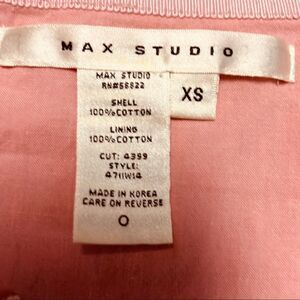 MAX STUDIO
XS
MAX STUDIO
RN#58822
SHELL
100%COTTON
LINING
100%COTTON
CUT: 4399
STYLE:
4711W14
MADE IN KOREA
CARE ON REVERSE
0